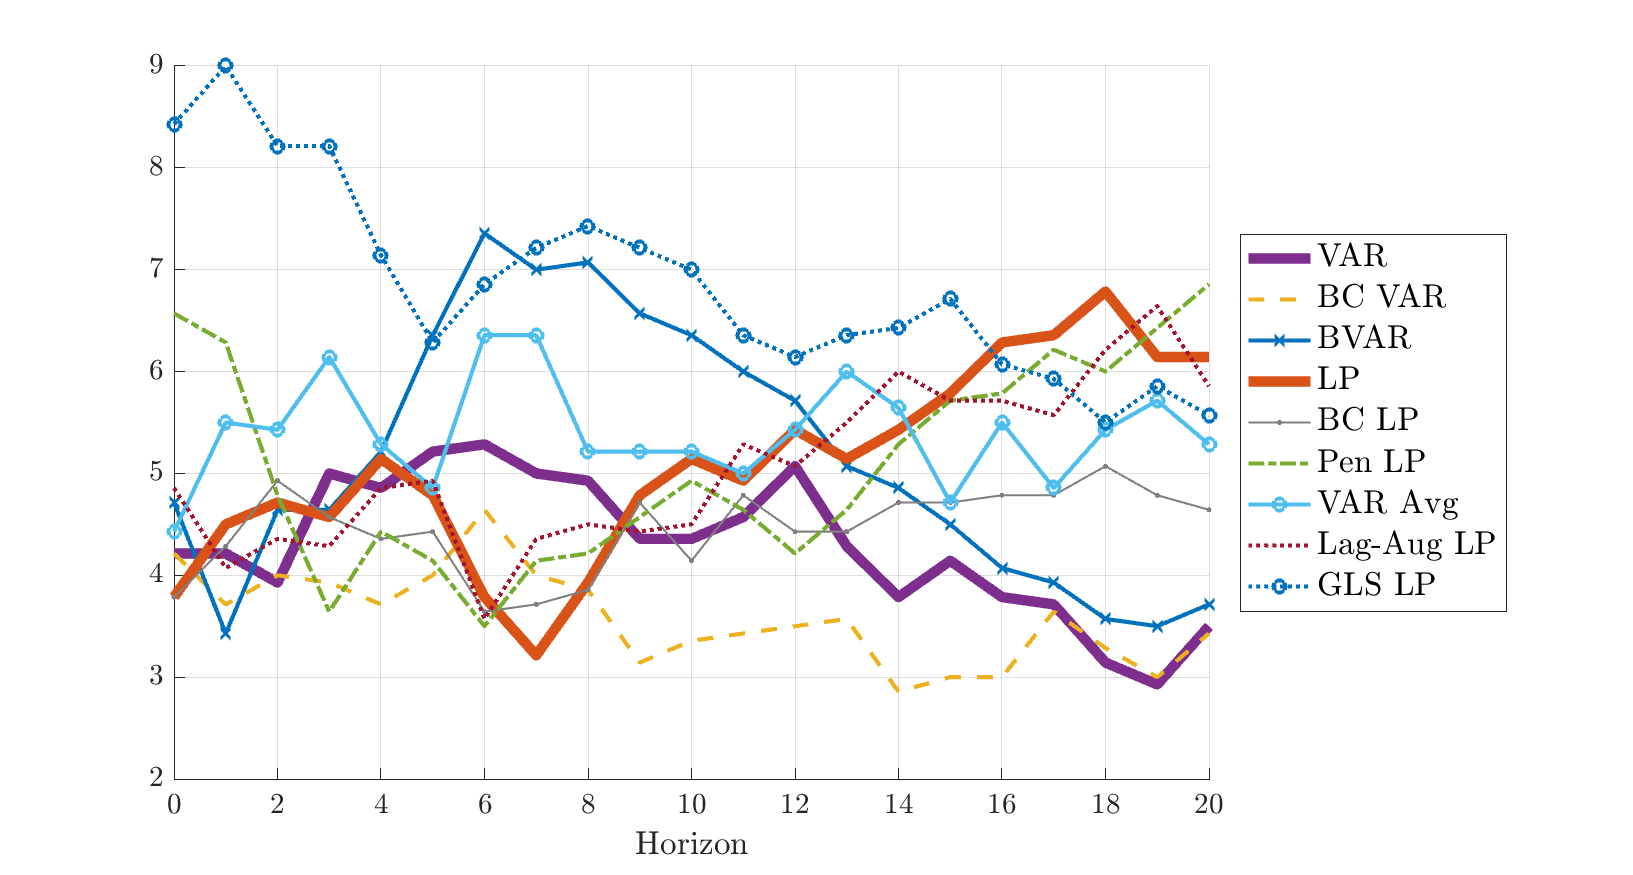 9
8
7
6
5
4
3
2
0 2 4 6 8 10 12 14 16 18 20
Horizon
VAR
BC VAR
BVAR
LP
BC LP
Pen LP
VAR Avg
Lag-Aug LP
GLS LP